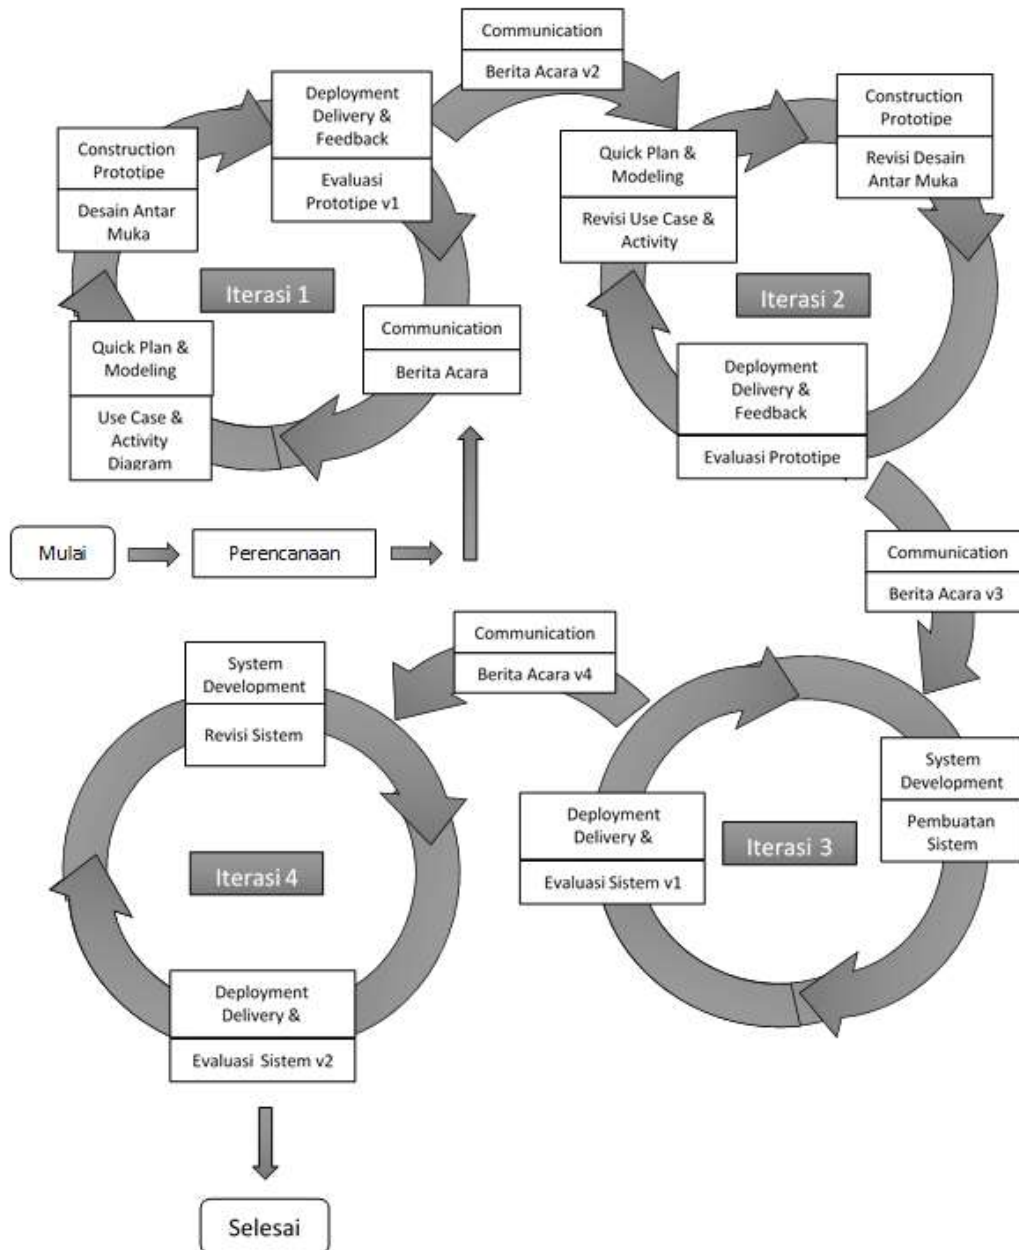 Communication
Berita Acara v2
Deployment
Delivery &
Feedback
Evaluasi
Prototipe v1
Construction
Prototipe
Desain Antar
Muka
Iterasi 1
Communication
Berita Acara
Quick Plan &
Modeling
Use Case &
Activity
Diagram
Construction
Prototipe
Revisi Desain
Antar Muka
Quick Plan &
Modeling
Revisi Use Case &
Activity
Iterasi 2
Deployment
Delivery &
Feedback
Evaluasi Prototipe
Mulai
Perencanaan
Communication
Berita Acara v3
Communication
Berita Acara v4
System
Development
Revisi Sistem
System
Development
Pembuatan
Sistem
Deployment
Delivery &
Evaluasi Sistem v1
Iterasi 3
Iterasi 4
Deployment
Delivery &
Evaluasi Sistem v2
Selesai